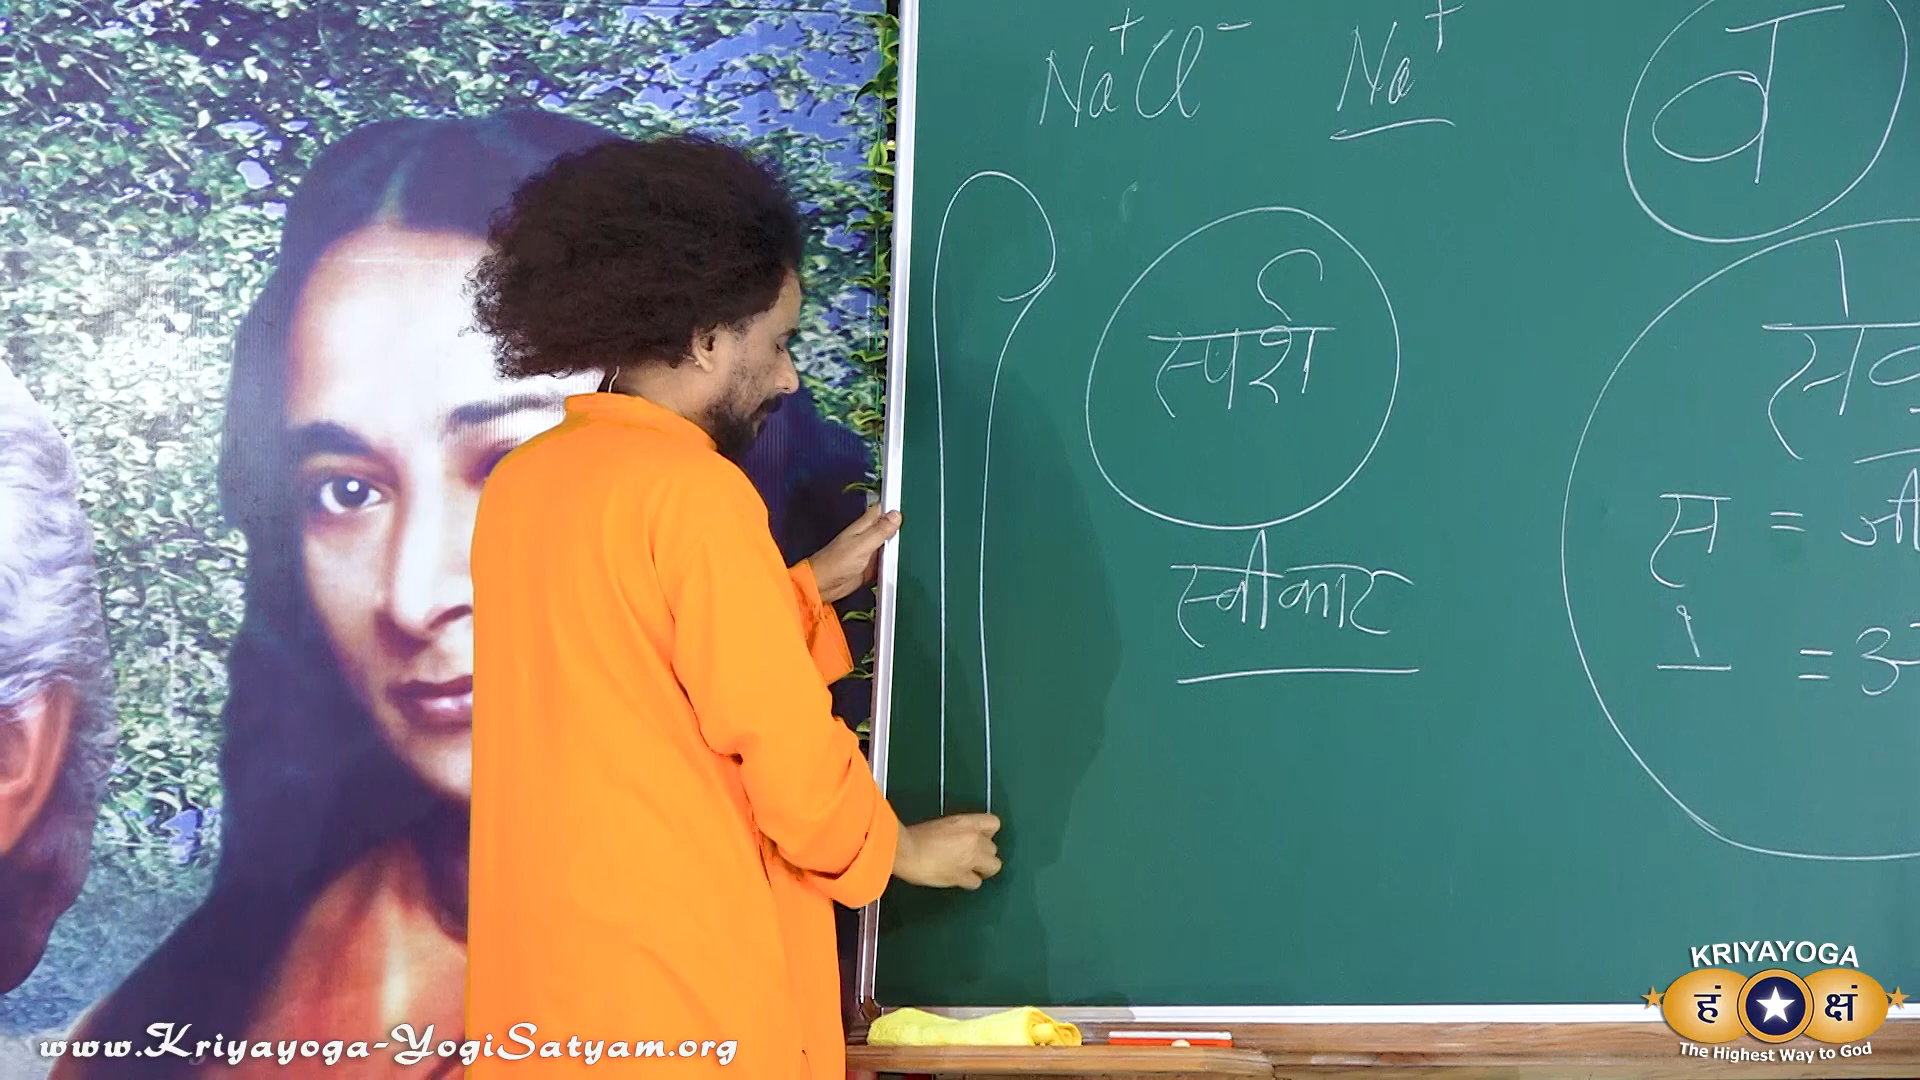 Na⁺Cl⁻ Na⁺
व
स्पर्श
स्वीकार
स =
=
www.Kriyayoga-YogiSatyam.org
KRIYAYOGA
हं क्षं
The Highest Way to God